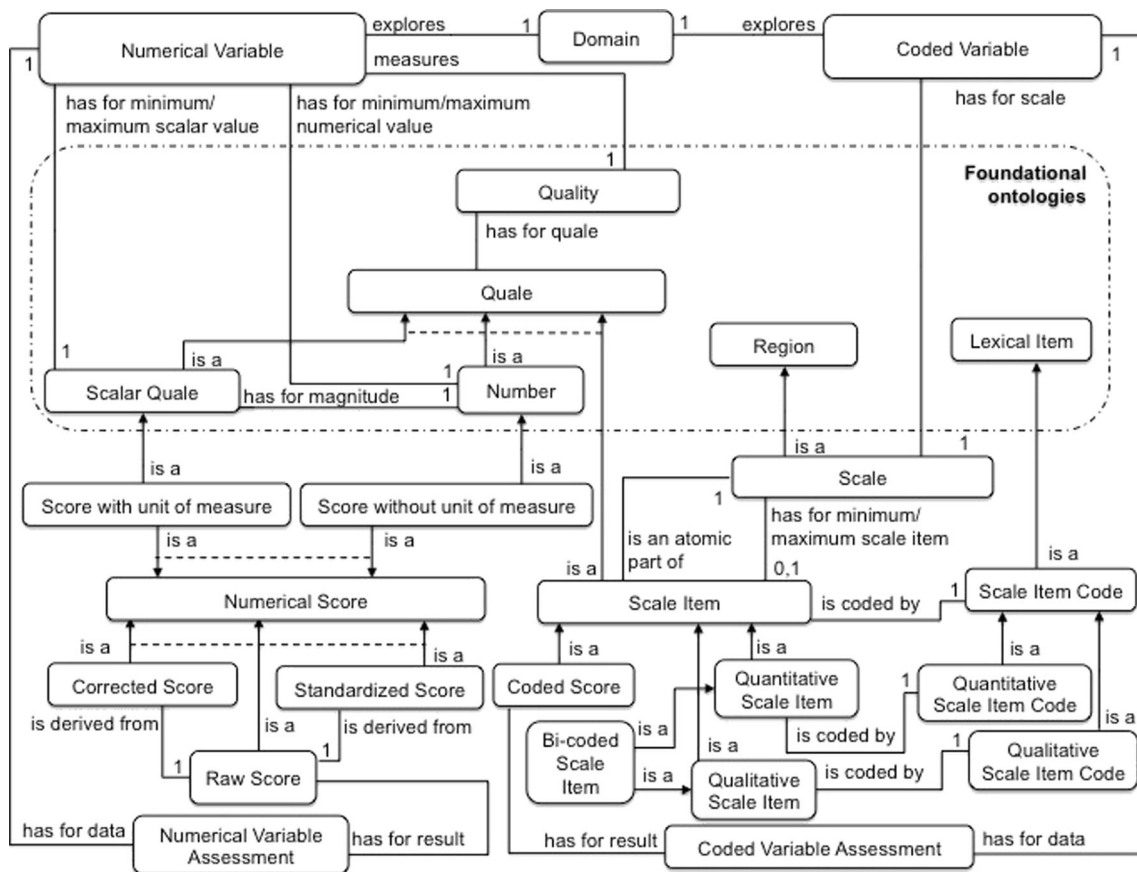 explores
1
1
explores
Numerical Variable
Domain
Coded Variable
1
1
measures
has for minimum/
maximum scalar value
has for minimum/maximum
numerical value
has for scale
1
Foundational
ontologies
Quality
has for quale
Quale
1
is a
is a
Region
Lexical Item
Scalar Quale
has for magnitude
1
1
Number
is a
is a
is a
1
Score with unit of measure
Score without unit of measure
Scale
1
is a
is a
has for minimum/
maximum scale item
is an atomic
part of
is a
0,1
is a
Numerical Score
Scale Item
is coded by
1
Scale Item Code
is a
is a
is a
is a
is a
Corrected Score
Standardized Score
Coded Score
Quantitative
Scale Item
1
Quantitative
Scale Item Code
is derived from
is a
is derived from
is a
is coded by
is a
Bi-coded
Scale
Item
is a
1
Qualitative
Scale Item Code
1
1
Raw Score
is a
Qualitative
Scale Item
is coded by
has for data
Numerical Variable
Assessment
has for result
has for result
Coded Variable Assessment
has for data